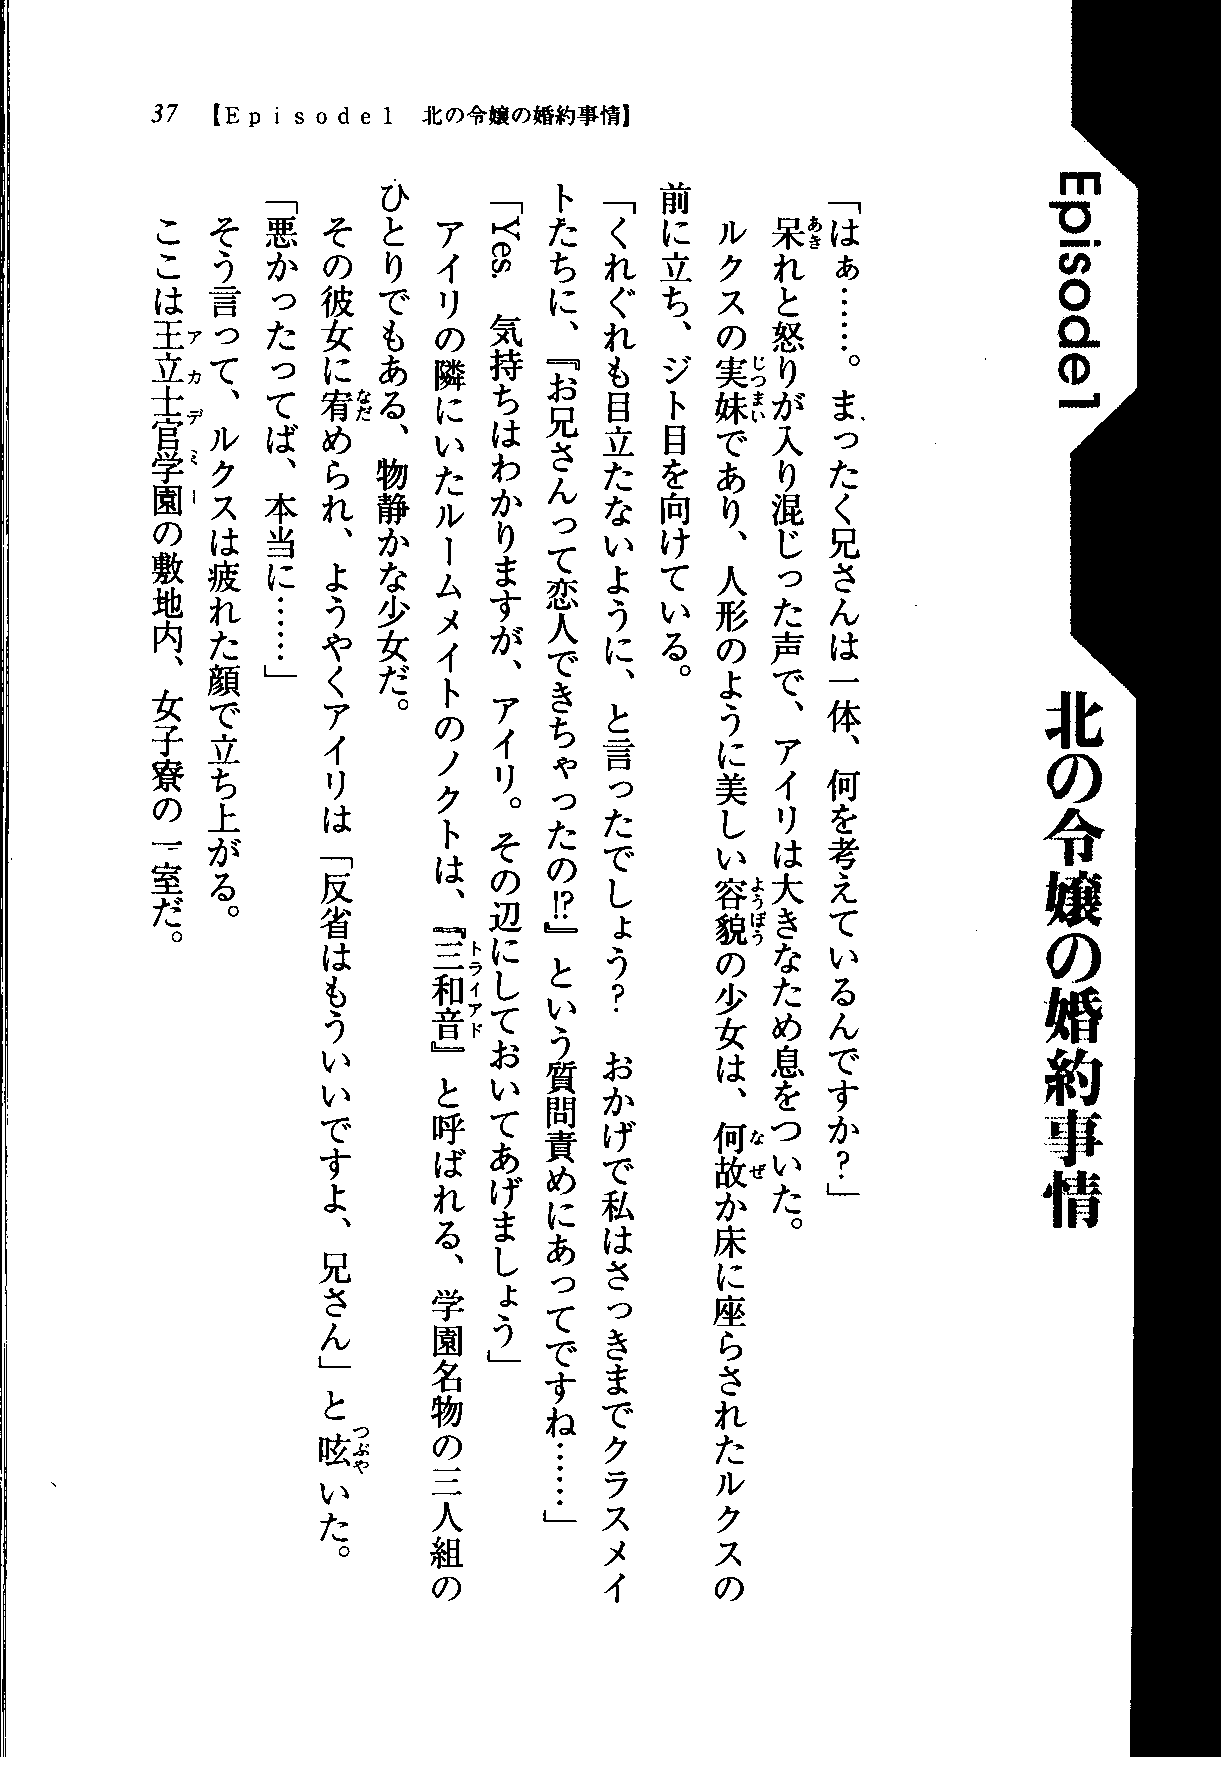 Episode1 北の令嬢の婚約事情
「はぁ……。まったく兄さんは一体、何を考えているんですか?」
呆れと怒りが入り混じった声で、アイリは大きなため息をついた。
ルクスの実妹であり、人形のように美しい容貌の少女は、何故か床に座らされたルクスの
前に立ち、ジト目を向けている。
「くれぐれも目立たないように、と言ったでしょう? おかげで私はさっきまでクラスメイ
トたちに、『お兄さんって恋人できちゃったの!?』という質問責めにあってですね……」
「Yes. 気持ちはわかりますが、アイリ。その辺にしておいてあげましょう」
アイリの隣にいたルームメイトのノクトは、『三和音』と呼ばれる、学園名物の三人組の
ひとりでもある、物静かな少女だ。
その彼女に宥められ、ようやくアイリは「反省はもういいですよ、兄さん」と呟いた。
「悪かったってば、本当に……」
そう言って、ルクスは疲れた顔で立ち上がる。
ここは王立士官学園の敷地内、女子寮の一室だ。
37 【Episode1 北の令嬢の婚約事情】